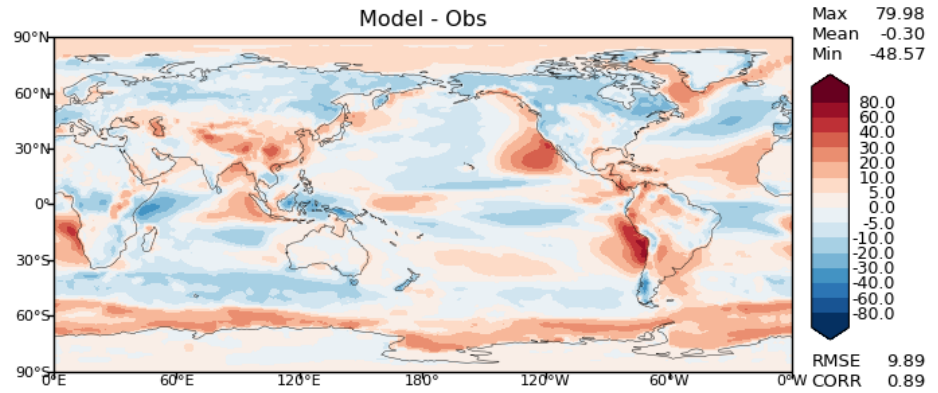 Model - Obs
Max 79.98
Mean -0.30
Min -48.57
90°N
60°N
30°N
0°
30°S
60°S
90°S
0°E 60°E 120°E 180° 120°W 60°W 0°W
80.0
60.0
40.0
30.0
20.0
10.0
5.0
0.0
-5.0
-10.0
-20.0
-30.0
-40.0
-60.0
-80.0
RMSE 9.89
CORR 0.89